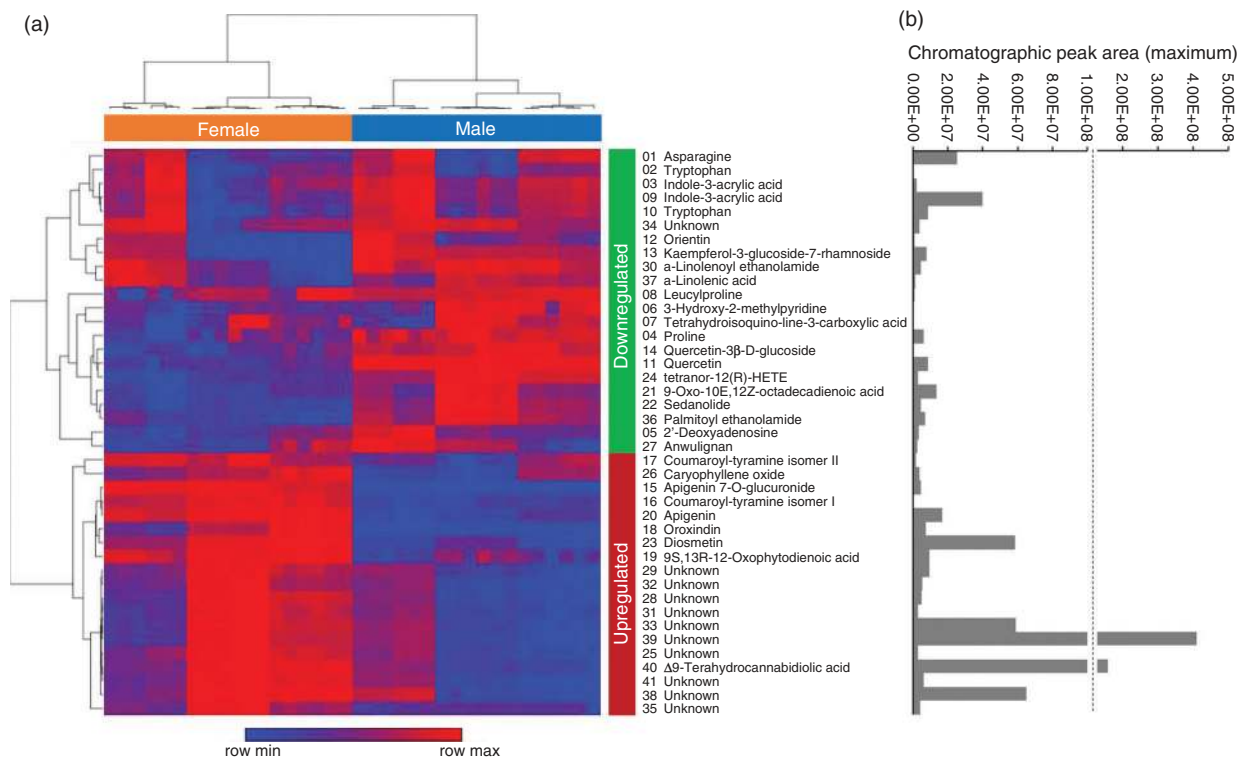 (a)
(b)
Chromatographic peak area (maximum)
0.00E+00
2.00E+07
4.00E+07
6.00E+07
8.00E+07
1.00E+08
2.00E+08
3.00E+08
4.00E+08
5.00E+08
Female
Male
Downregulated
Upregulated
01 Asparagine
02 Tryptophan
03 Indole-3-acrylic acid
09 Indole-3-acrylic acid
10 Tryptophan
34 Unknown
12 Orientin
13 Kaempferol-3-glucoside-7-rhamnoside
30 a-Linolenoyl ethanolamide
37 a-Linolenic acid
08 Leucylproline
06 3-Hydroxy-2-methylpyridine
07 Tetrahydroisoquino-line-3-carboxylic acid
04 Proline
14 Quercetin-3β-D-glucoside
11 Quercetin
24 tetranor-12(R)-HETE
21 9-Oxo-10E,12Z-octadecadienoic acid
22 Sedanolide
36 Palmitoyl ethanolamide
05 2'-Deoxyadenosine
27 Anwulignan
17 Coumaroyl-tyramine isomer II
26 Caryophyllene oxide
15 Apigenin 7-O-glucuronide
16 Coumaroyl-tyramine isomer I
20 Apigenin
18 Oroxindin
23 Diosmetin
19 9S,13R-12-Oxophytodienoic acid
29 Unknown
32 Unknown
28 Unknown
31 Unknown
33 Unknown
39 Unknown
25 Unknown
40 Δ9-Terahydrocannabidiolic acid
41 Unknown
38 Unknown
35 Unknown
row min
row max